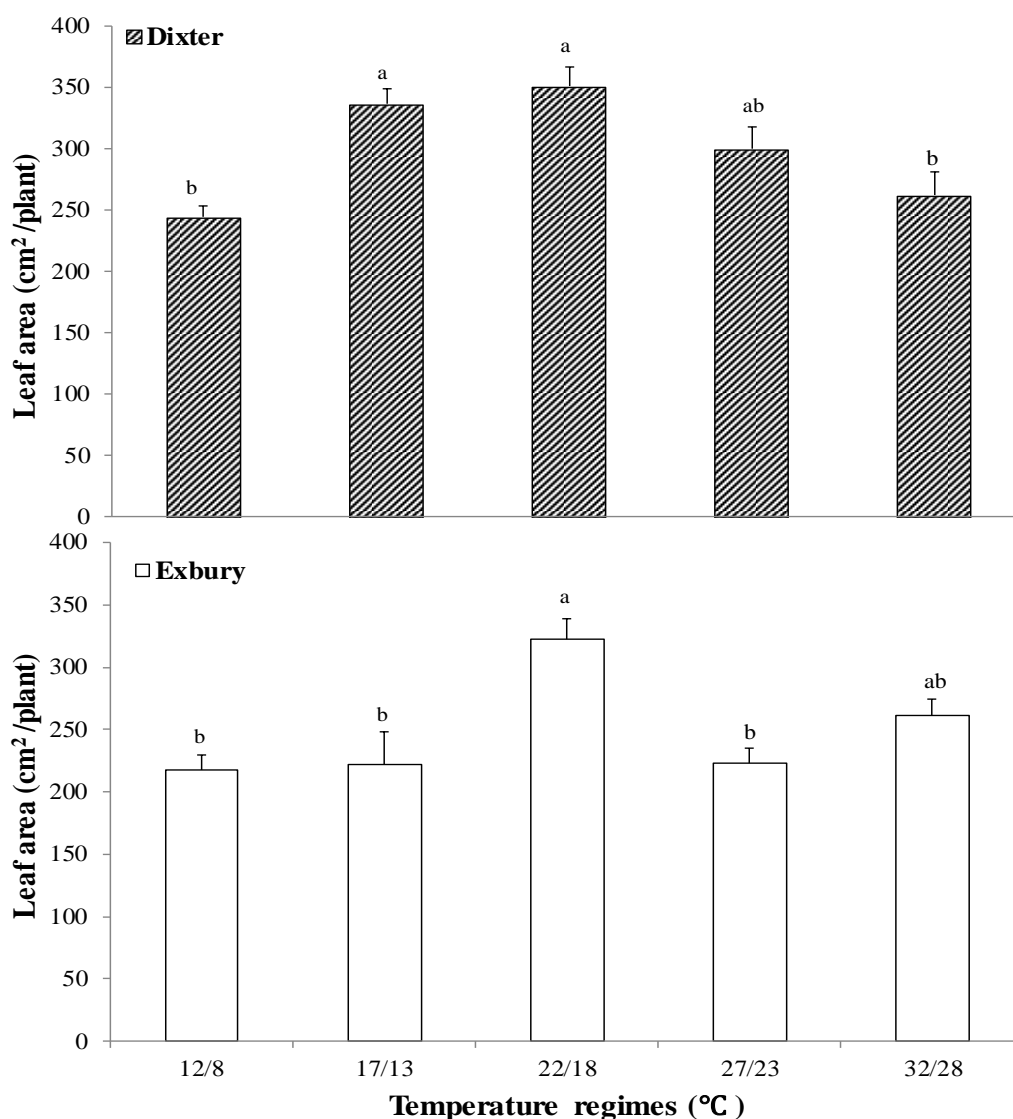 400
Dixter
350
300
250
200
150
100
50
0
Leaf area (cm² /plant)
b
a
a
ab
b
400
Exbury
350
300
250
200
150
100
50
0
Leaf area (cm² /plant)
b
b
a
b
ab
12/8 17/13 22/18 27/23 32/28
Temperature regimes (℃ )